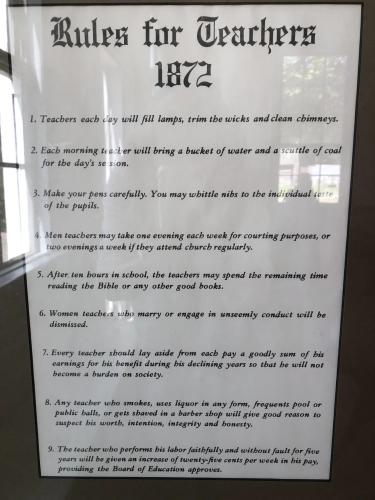 Rules for Teachers
1872
1. Teachers each day will fill lamps, trim the wicks and clean chimneys.
2. Each morning teacher will bring a bucket of water and a scuttle of coal
for the day's session.
3. Make your pens carefully. You may whittle nibs to the individual taste
of the pupils.
4. Men teachers may take one evening each week for courting purposes, or
two evenings a week if they attend church regularly.
5. After ten hours in school, the teachers may spend the remaining time
reading the Bible or any other good books.
6. Women teachers who marry or engage in unseemly conduct will be
dismissed.
7. Every teacher should lay aside from each pay a goodly sum of his
earnings for his benefit during his declining years so that he will not
become a burden on society.
8. Any teacher who smokes, uses liquor in any form, frequents pool or
public balls, or gets shaved in a barber shop will give good reason to
suspect his worth, intention, integrity and honesty.
9. The teacher who performs his labor faithfully and without fault for five
years will be given an increase of twenty-five cents per week in his pay,
providing the Board of Education approves.